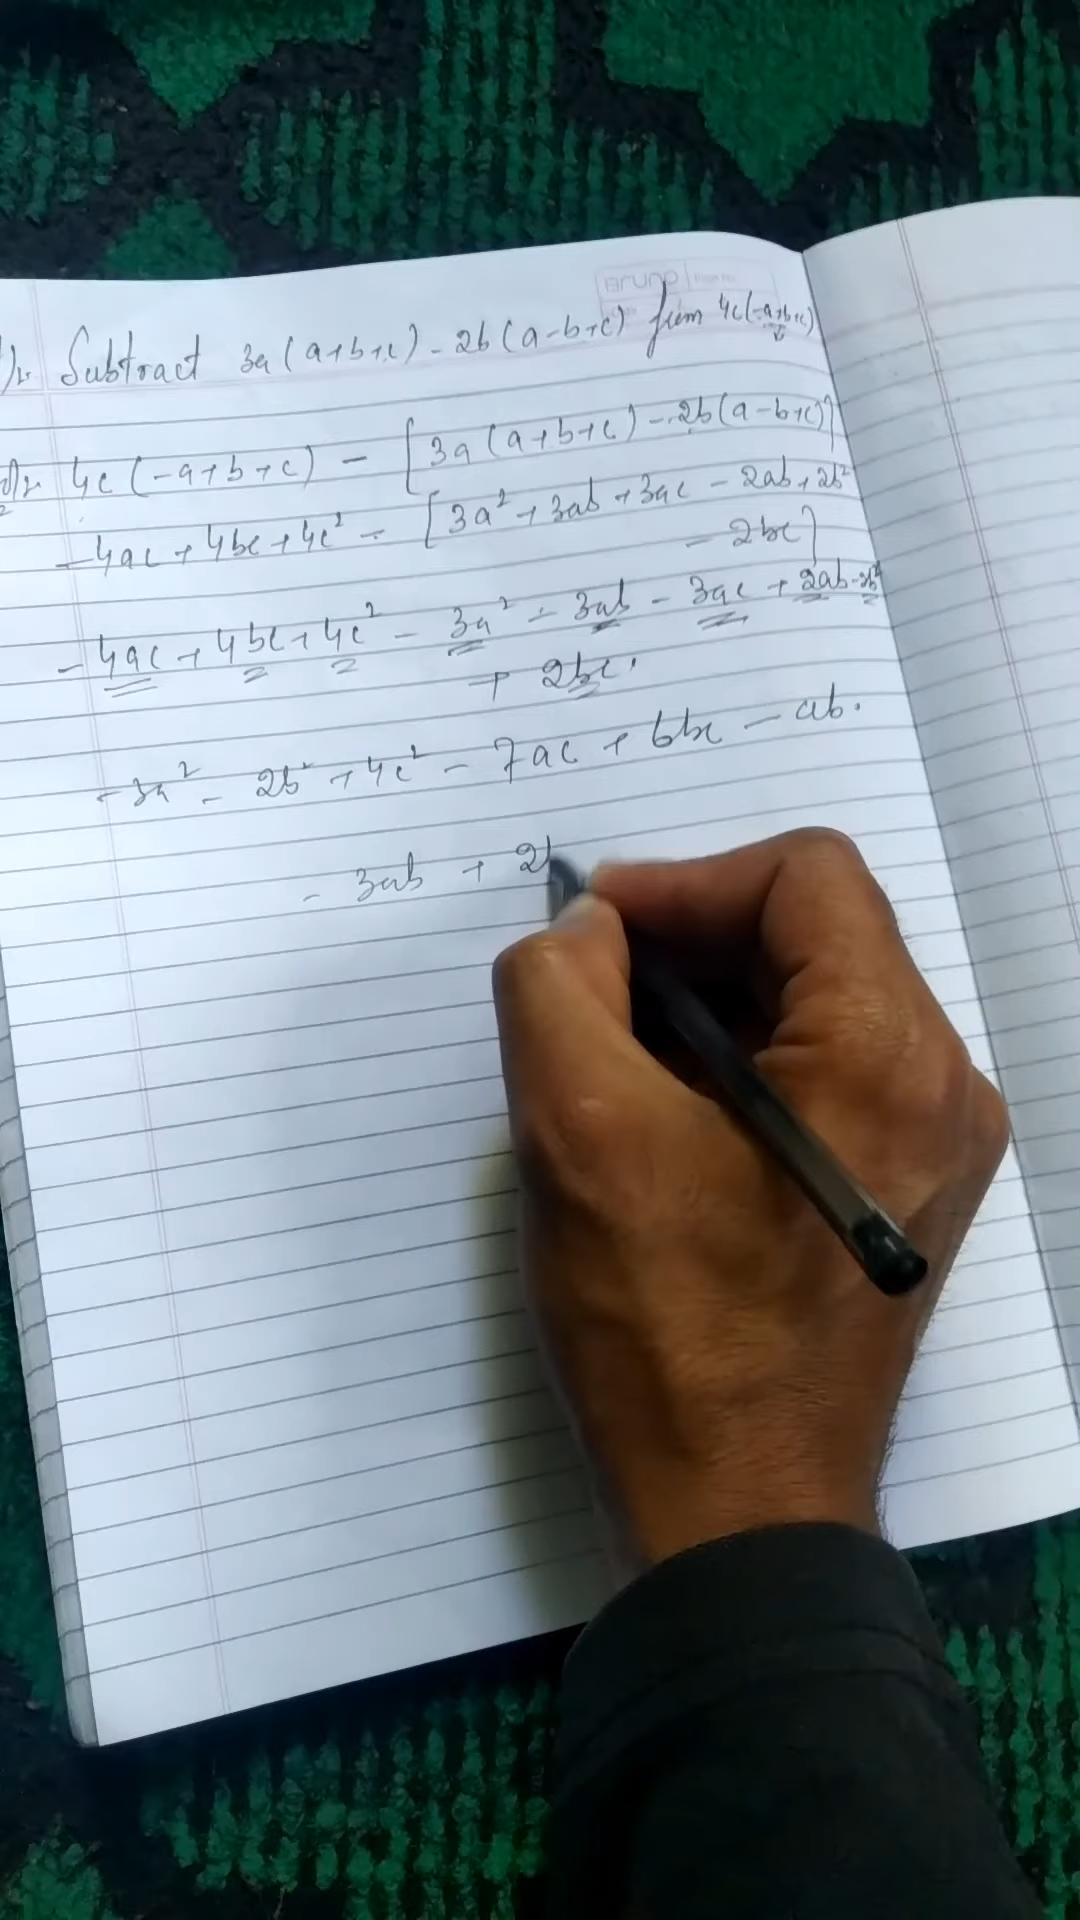 Subtract 3a(a+b+c) - 2b(a-b+c) from 4c(-a+b+c)
4c(-a+b+c) - [3a(a+b+c) - 2b(a-b+c)]
-4ac + 4bc + 4c² - [3a² + 3ab + 3ac - 2ab + 2b²
- 2bc]
-4ac + 4bc + 4c² - 3a² - 3ab - 3ac + 2ab - 2b²
+ 2bc.
-3a² - 2b² + 4c² - 7ac + 6bc - ab.
- 3ab + 2
Bruno